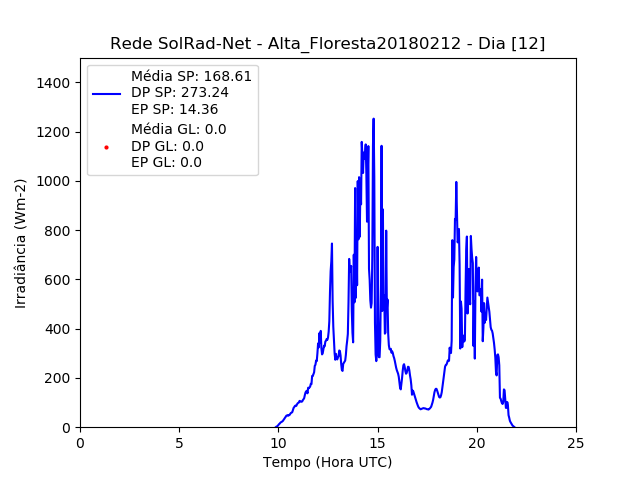 Rede SolRad-Net - Alta_Floresta20180212 - Dia [12]
Média SP: 168.61
DP SP: 273.24
EP SP: 14.36
Média GL: 0.0
DP GL: 0.0
EP GL: 0.0
Irradiância (Wm-2)
1400
1200
1000
800
600
400
200
0
0 5 10 15 20 25
Tempo (Hora UTC)